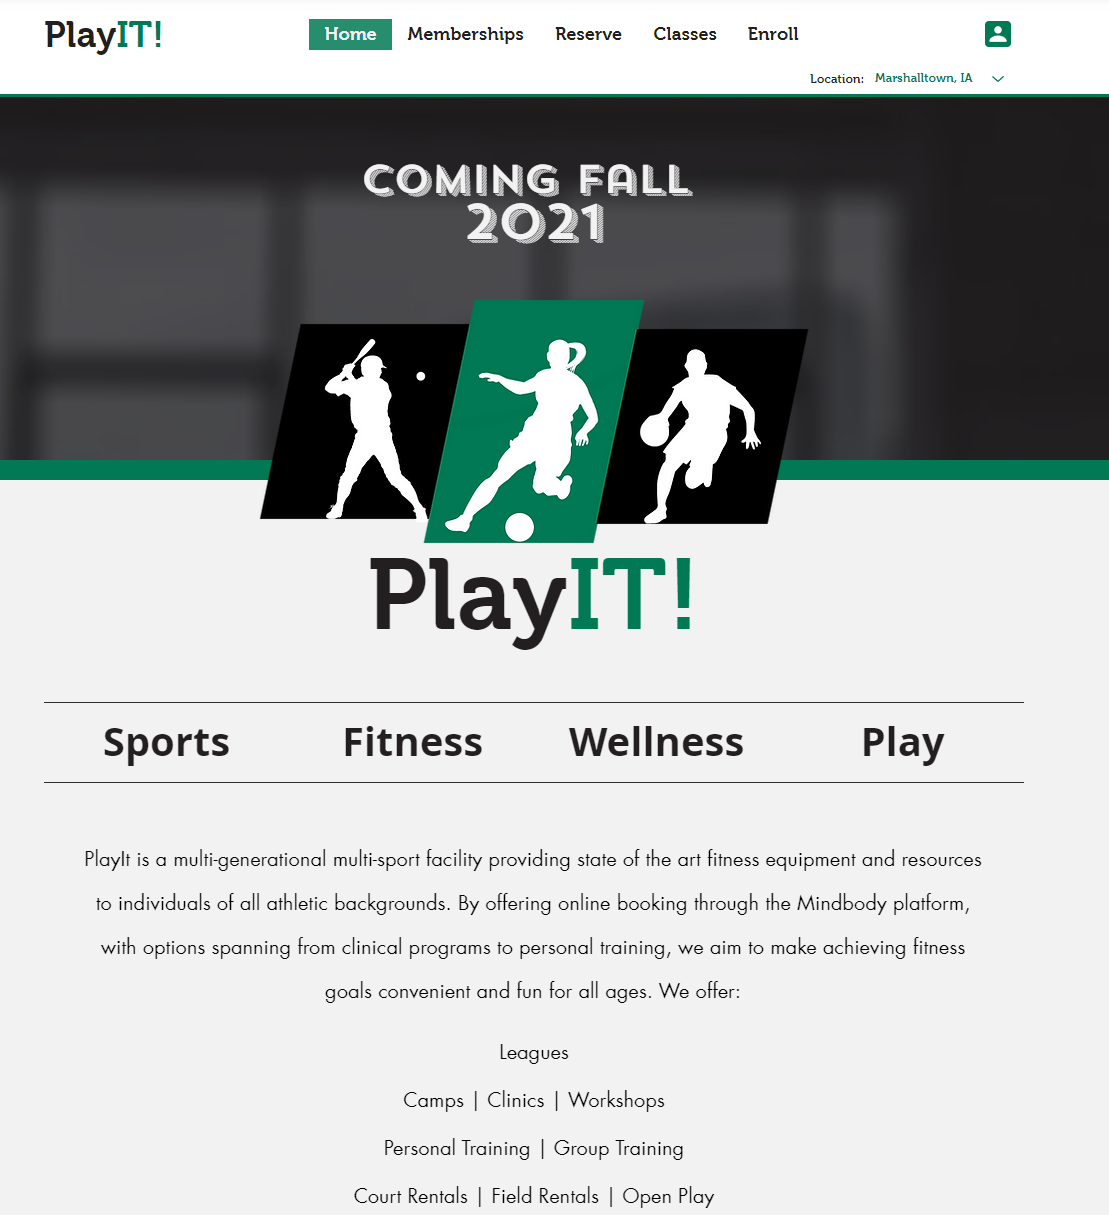 PlayIT!
Home Memberships Reserve Classes Enroll
Location: Marshalltown, IA
COMING FALL
2021
PlayIT!
Sports Fitness Wellness Play
PlayIt is a multi-generational multi-sport facility providing state of the art fitness equipment and resources
to individuals of all athletic backgrounds. By offering online booking through the Mindbody platform,
with options spanning from clinical programs to personal training, we aim to make achieving fitness
goals convenient and fun for all ages. We offer:
Leagues
Camps | Clinics | Workshops
Personal Training | Group Training
Court Rentals | Field Rentals | Open Play